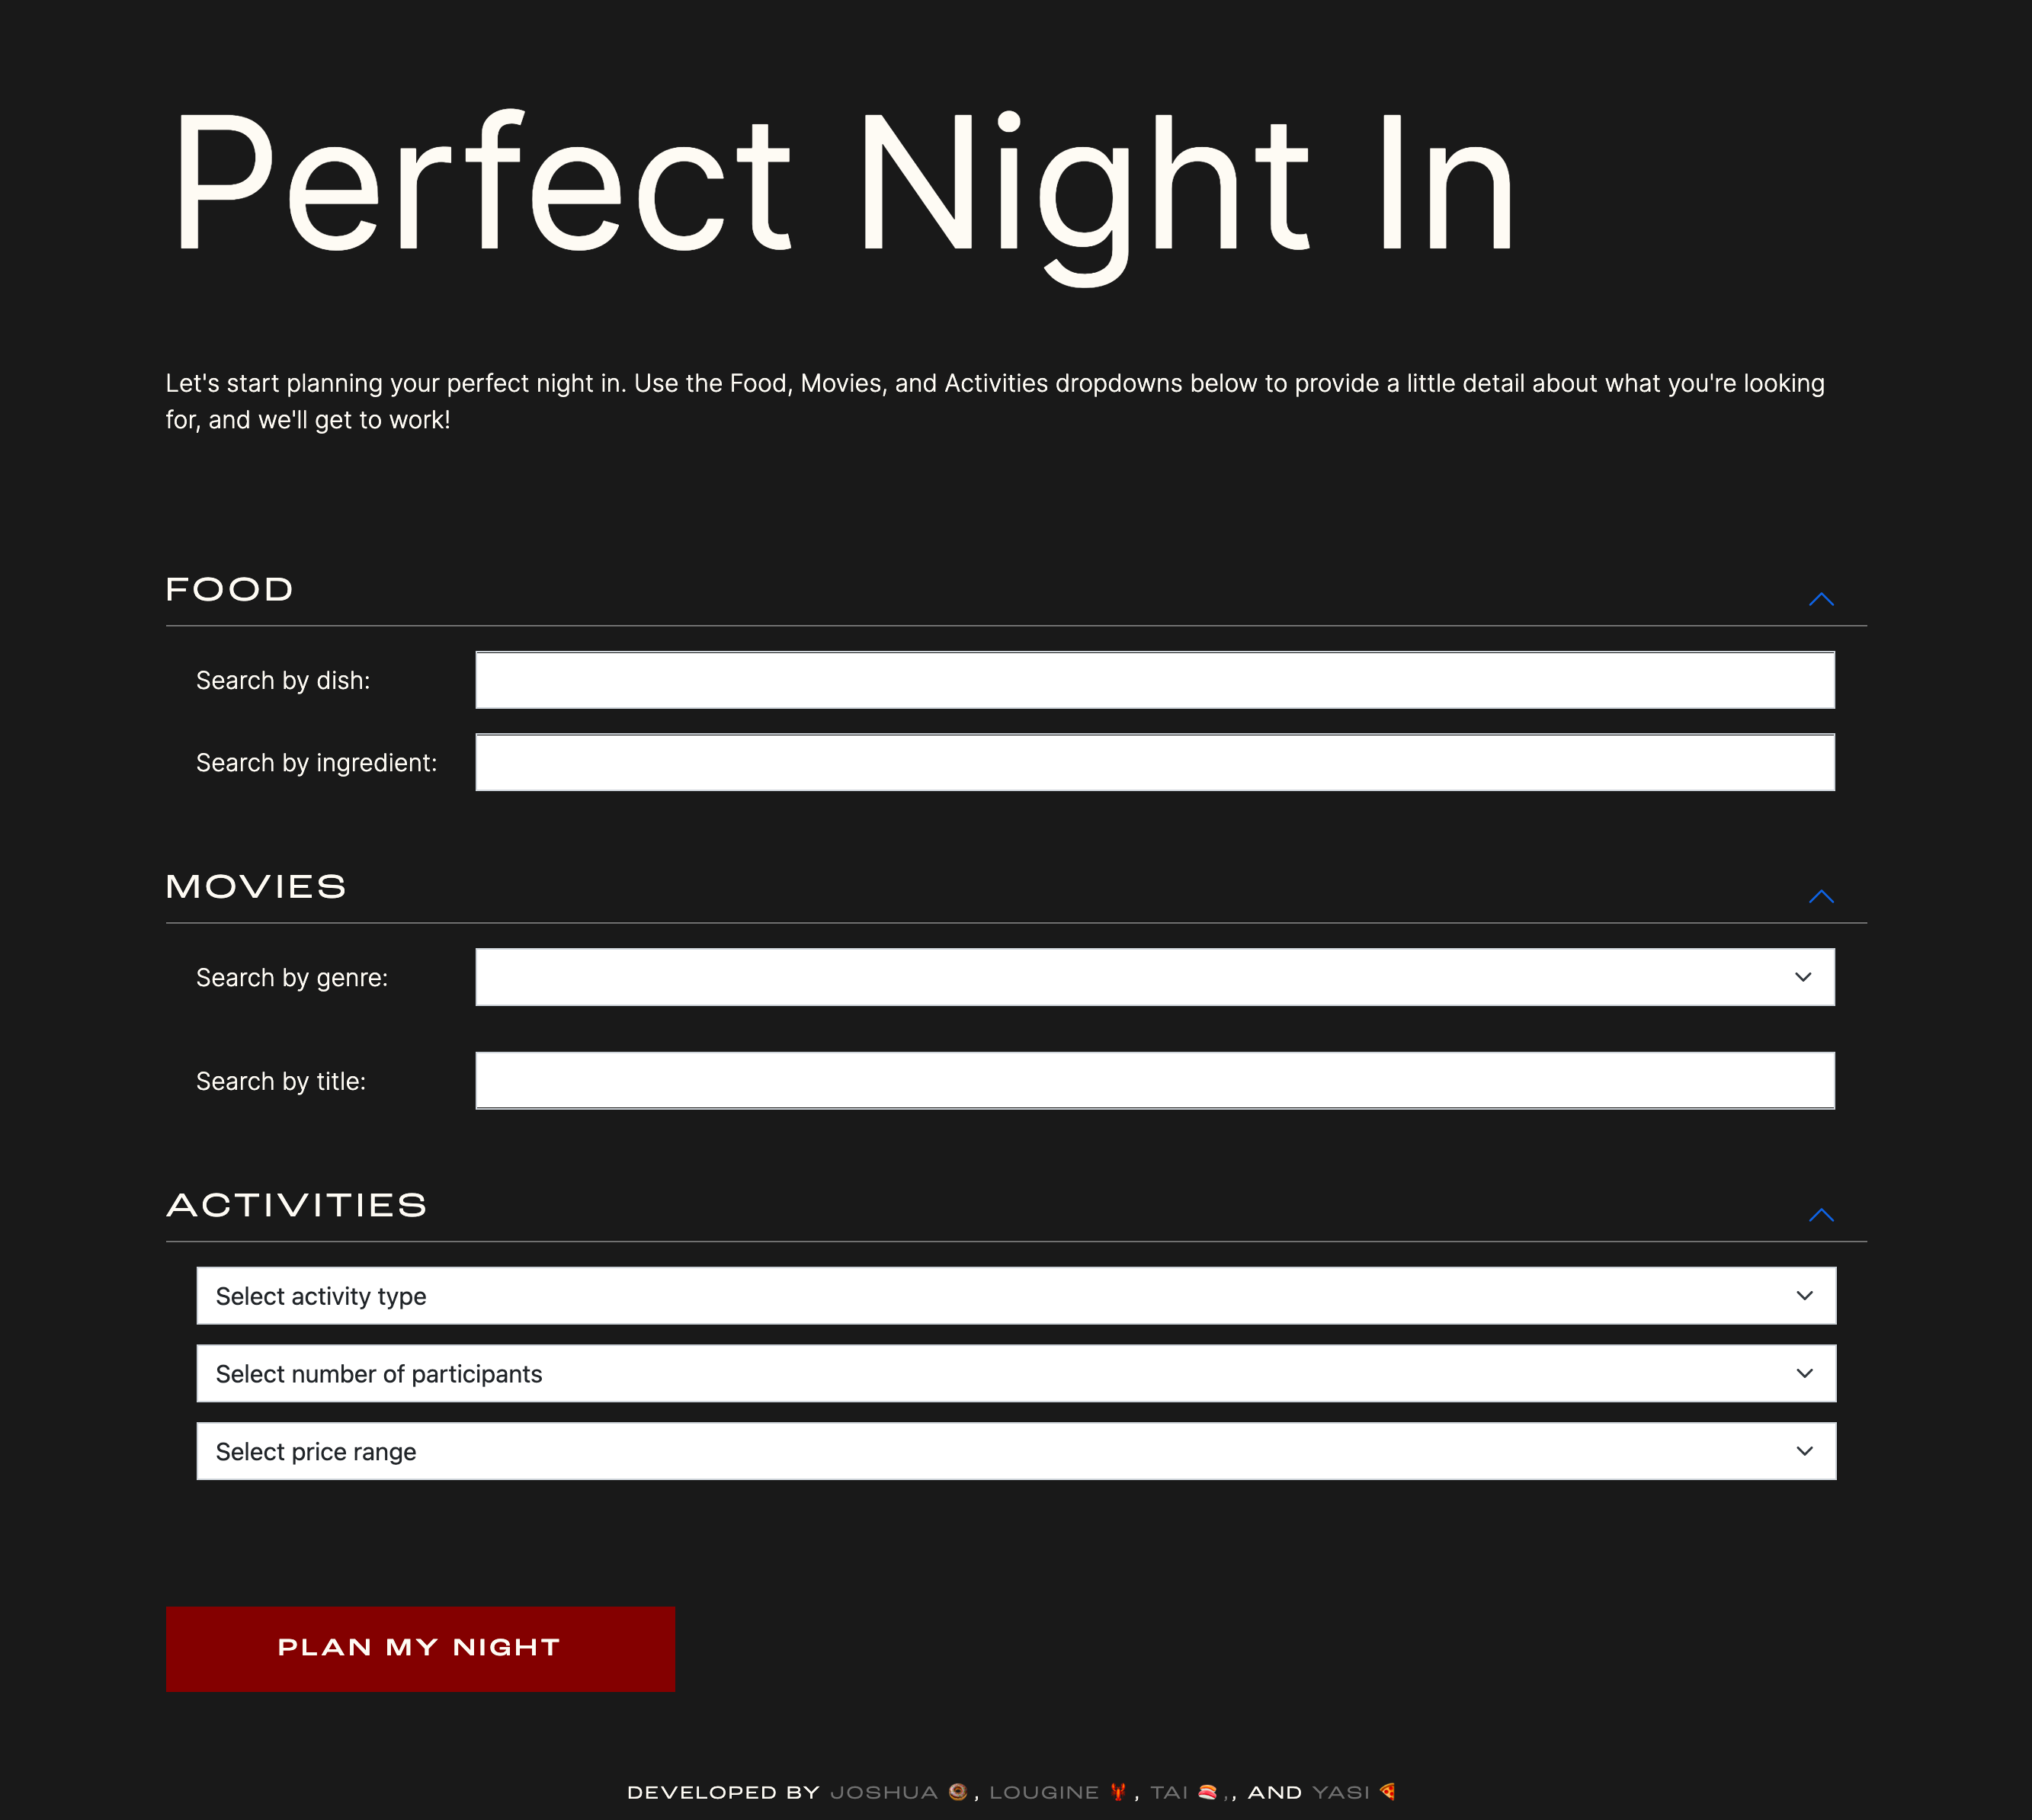 Perfect Night In
Let's start planning your perfect night in. Use the Food, Movies, and Activities dropdowns below to provide a little detail about what you're looking
for, and we'll get to work!
FOOD
Search by dish:
Search by ingredient:
MOVIES
Search by genre:
Search by title:
ACTIVITIES
Select activity type
Select number of participants
Select price range
PLAN MY NIGHT
DEVELOPED BY JOSHUA 🍩, LOUGINE 🦞, TAI 🍣,, AND YASI 🍕